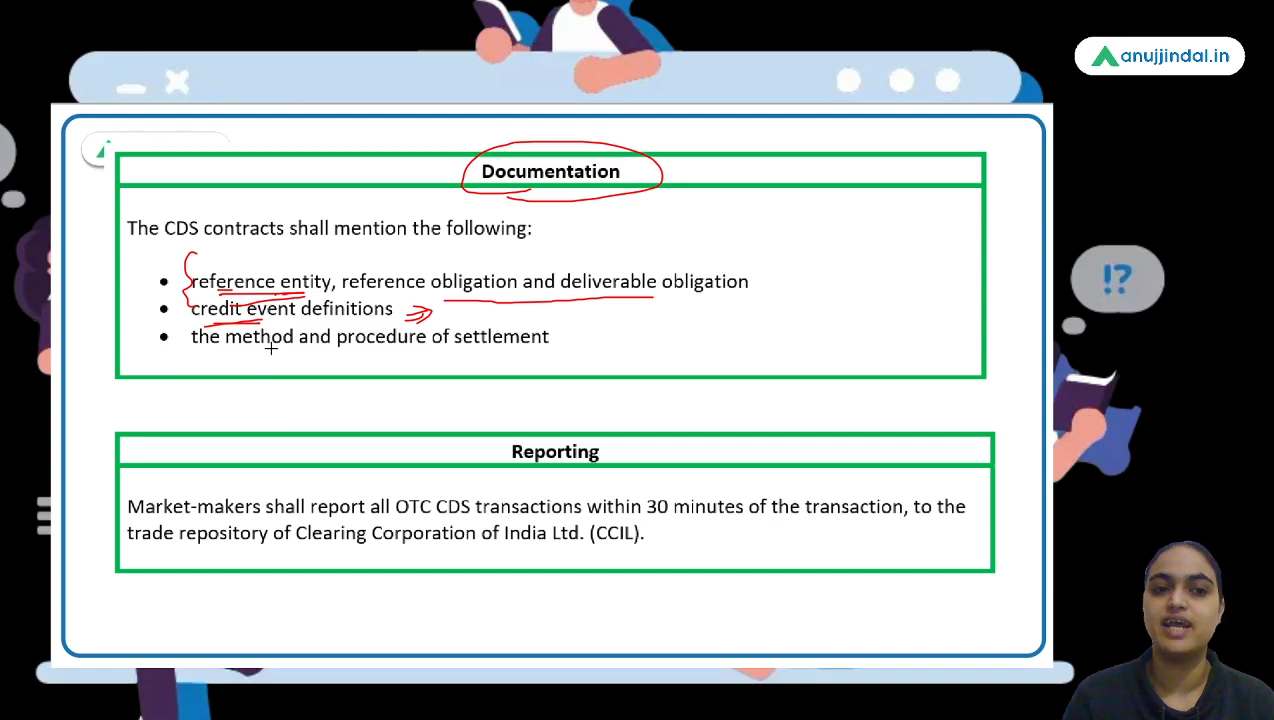 anujjindal.in
Documentation
The CDS contracts shall mention the following:
• reference entity, reference obligation and deliverable obligation
• credit event definitions
• the method and procedure of settlement
Reporting
Market-makers shall report all OTC CDS transactions within 30 minutes of the transaction, to the
trade repository of Clearing Corporation of India Ltd. (CCIL).
!?